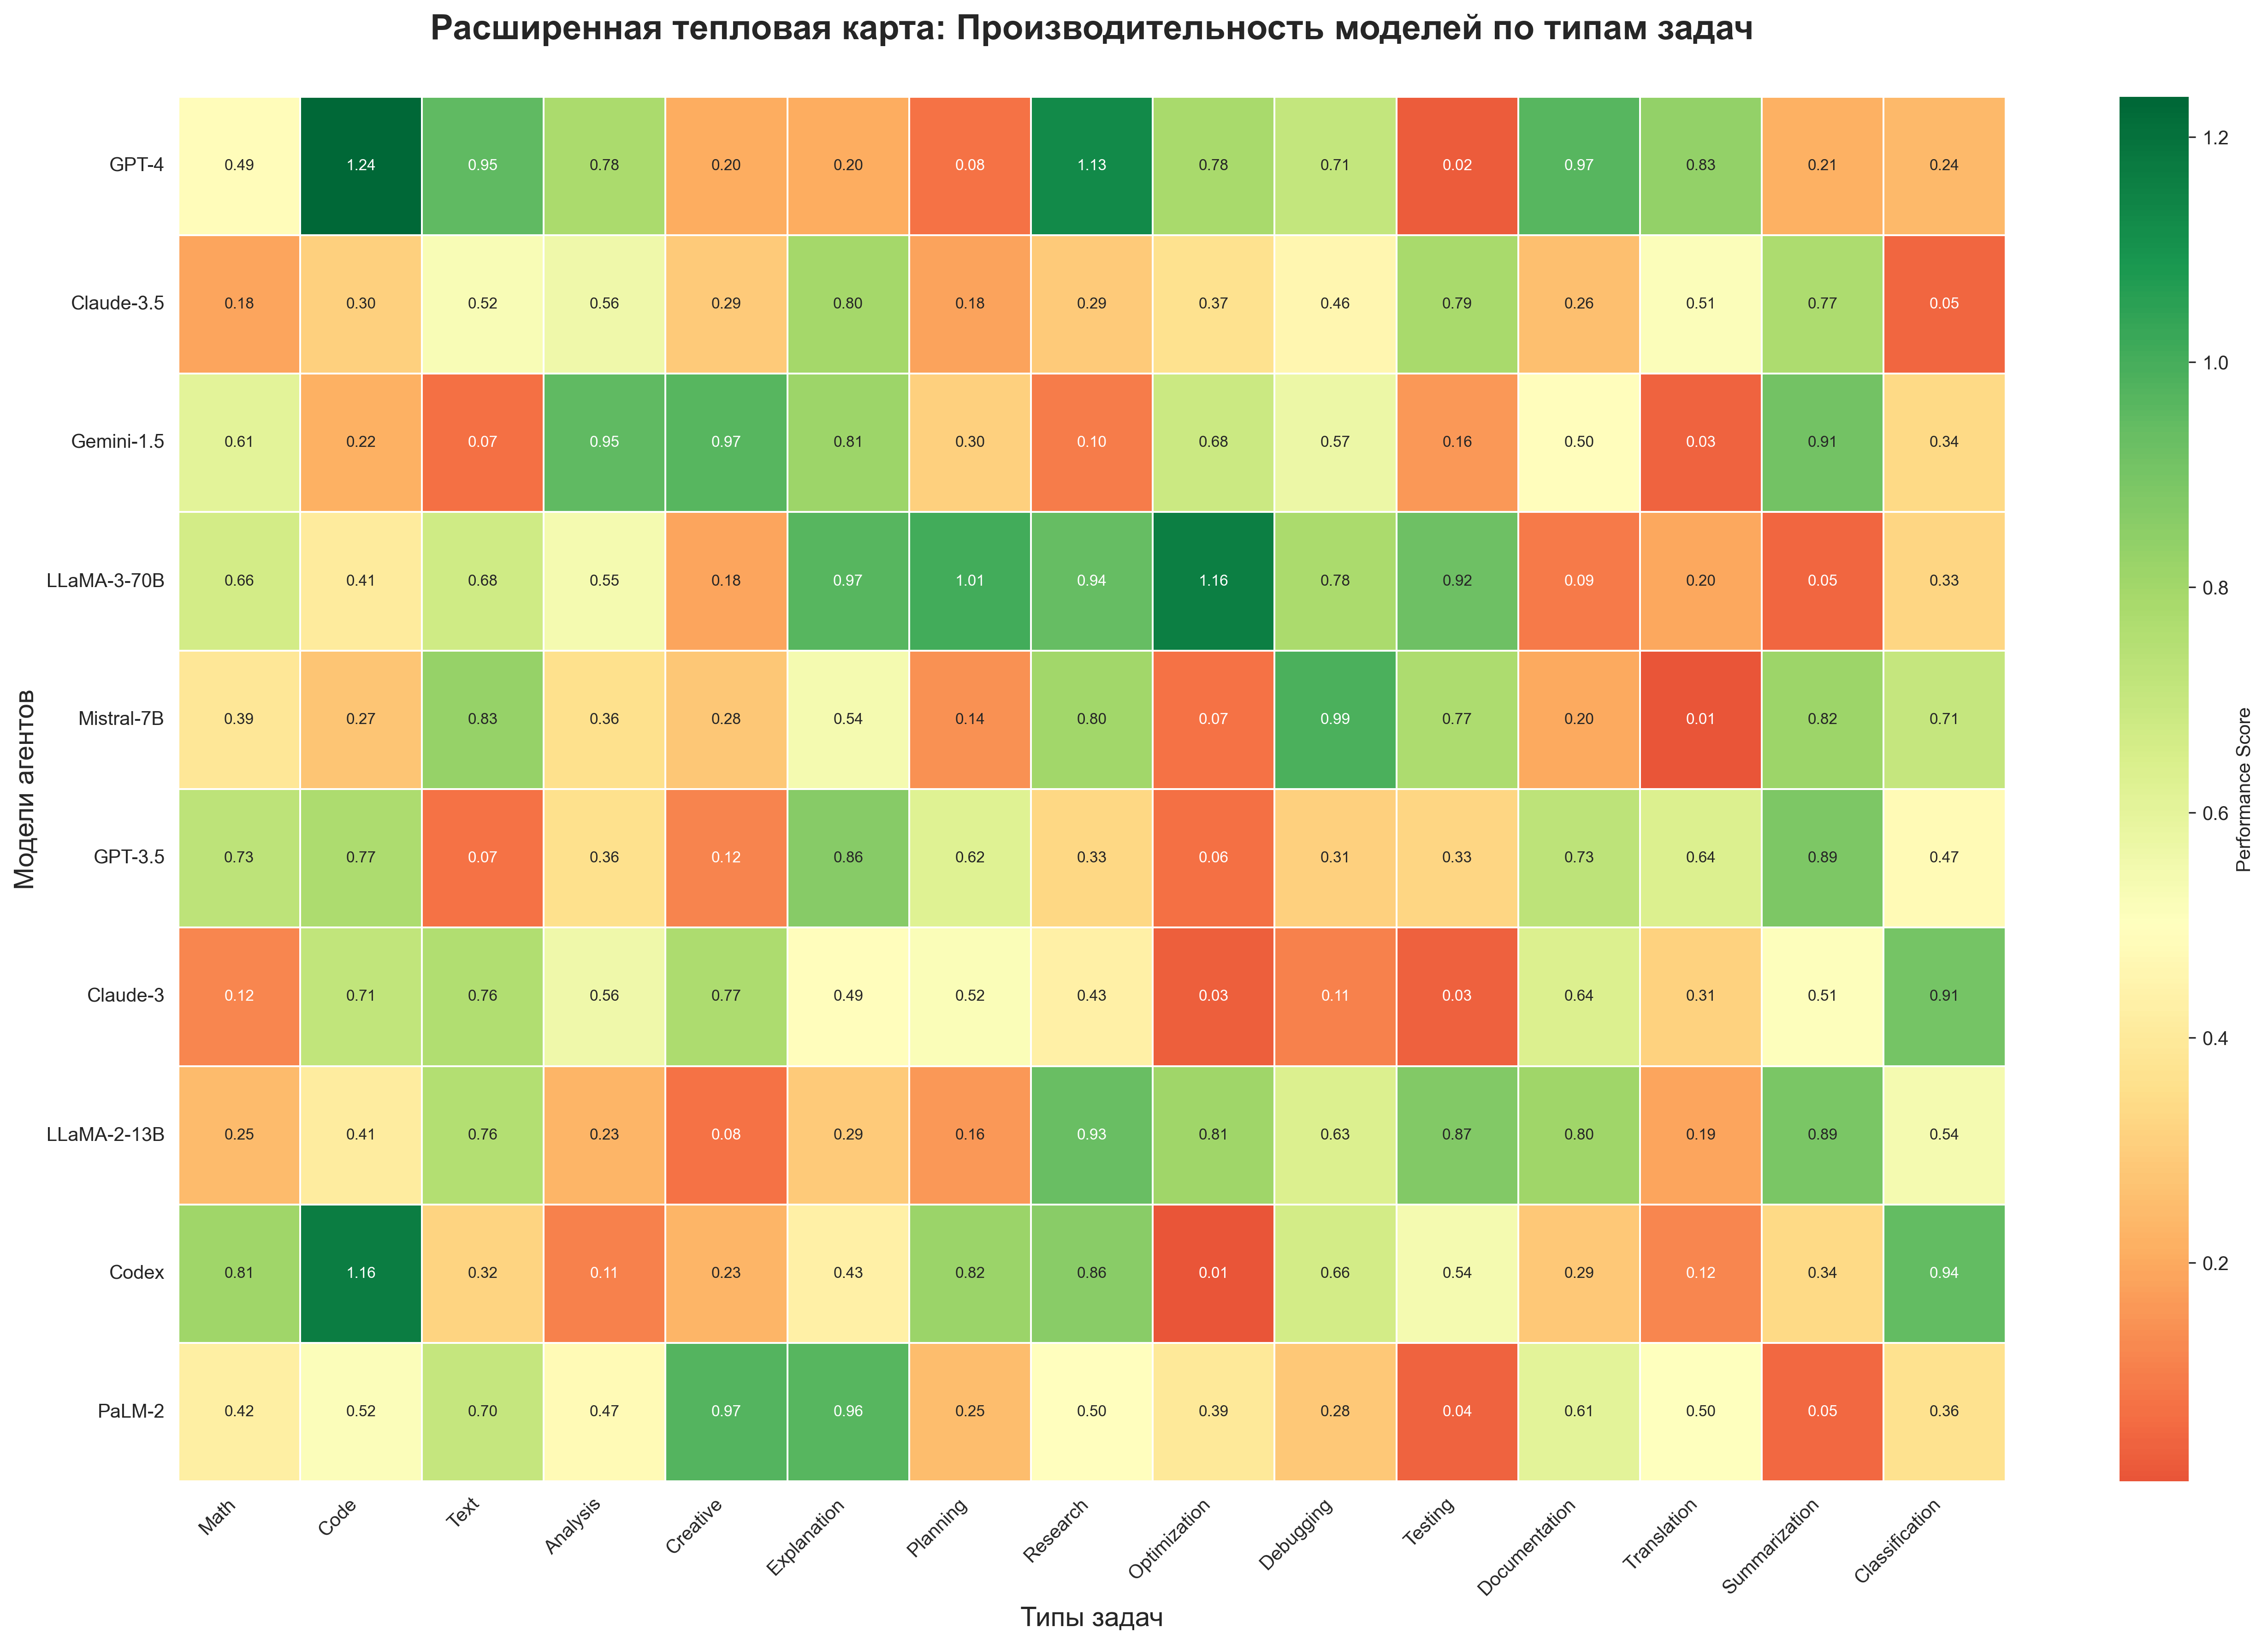 Расширенная тепловая карта: Производительность моделей по типам задач
GPT-4 0.49 1.24 0.95 0.78 0.20 0.20 0.08 1.13 0.78 0.71 0.02 0.97 0.83 0.21 0.24
Claude-3.5 0.18 0.30 0.52 0.56 0.29 0.80 0.18 0.29 0.37 0.46 0.79 0.26 0.51 0.77 0.05
Gemini-1.5 0.61 0.22 0.07 0.95 0.97 0.81 0.30 0.10 0.68 0.57 0.16 0.50 0.03 0.91 0.34
LLaMA-3-70B 0.66 0.41 0.68 0.55 0.18 0.97 1.01 0.94 1.16 0.78 0.92 0.09 0.20 0.05 0.33
Mistral-7B 0.39 0.27 0.83 0.36 0.28 0.54 0.14 0.80 0.07 0.99 0.77 0.20 0.01 0.82 0.71
GPT-3.5 0.73 0.77 0.07 0.36 0.12 0.86 0.62 0.33 0.06 0.31 0.33 0.73 0.64 0.89 0.47
Claude-3 0.12 0.71 0.76 0.56 0.77 0.49 0.52 0.43 0.03 0.11 0.03 0.64 0.31 0.51 0.91
LLaMA-2-13B 0.25 0.41 0.76 0.23 0.08 0.29 0.16 0.93 0.81 0.63 0.87 0.80 0.19 0.89 0.54
Codex 0.81 1.16 0.32 0.11 0.23 0.43 0.82 0.86 0.01 0.66 0.54 0.29 0.12 0.34 0.94
PaLM-2 0.42 0.52 0.70 0.47 0.97 0.96 0.25 0.50 0.39 0.28 0.04 0.61 0.50 0.05 0.36
Math Code Text Analysis Creative Explanation Planning Research Optimization Debugging Testing Documentation Translation Summarization Classification
Типы задач
Модели агентов
1.2
1.0
0.8
0.6
0.4
0.2
Performance Score